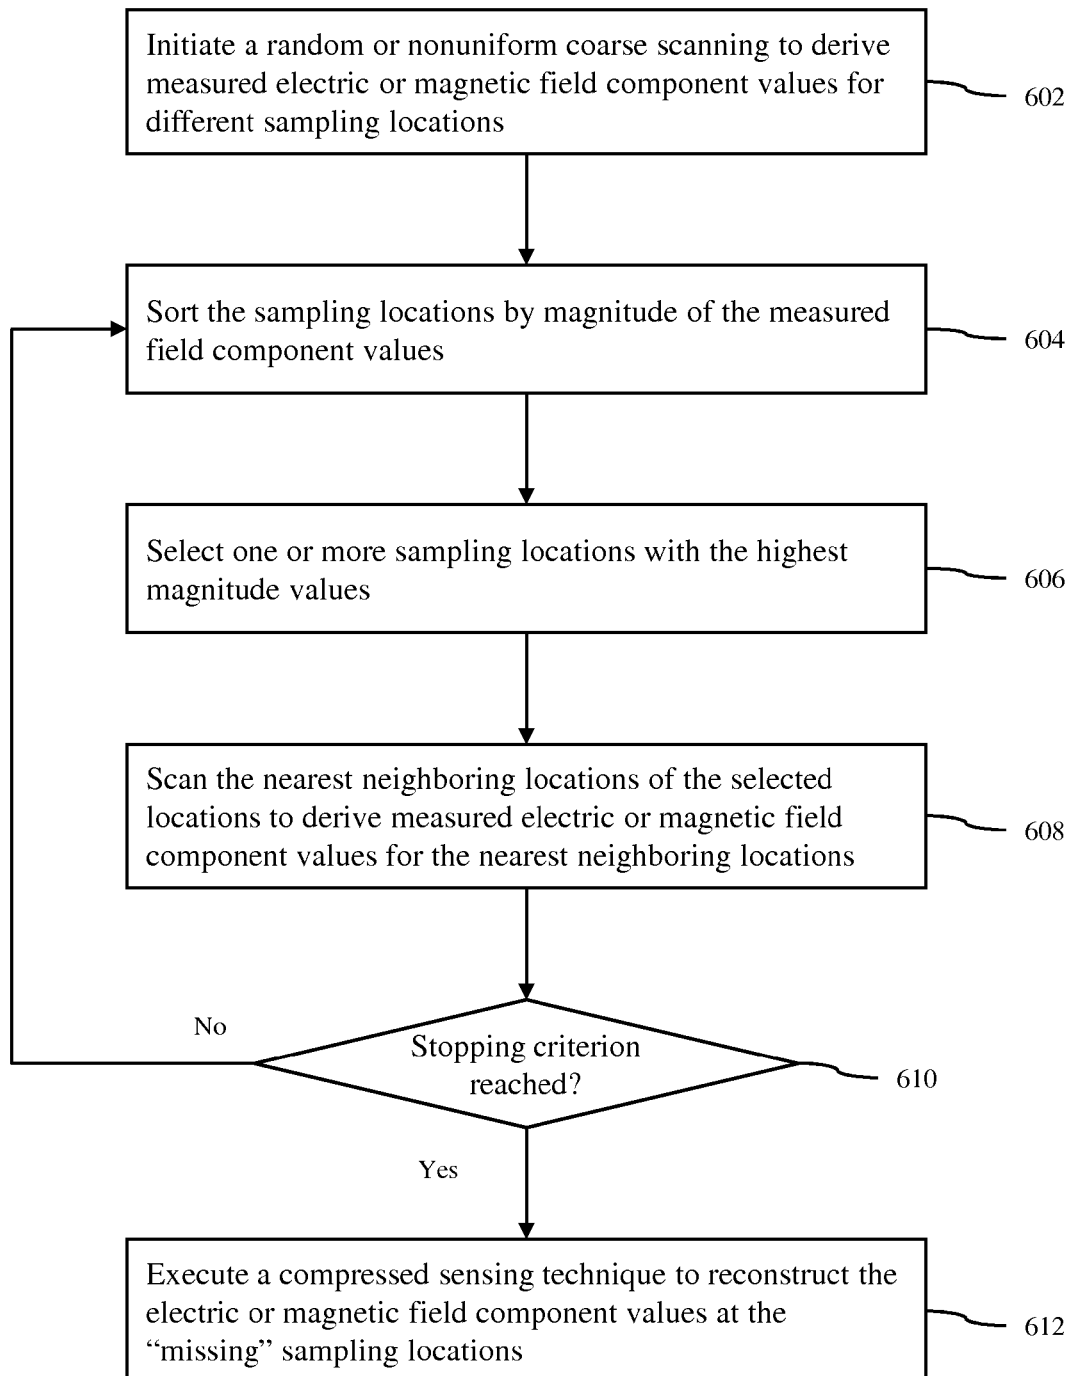 Initiate a random or nonuniform coarse scanning to derive
measured electric or magnetic field component values for
different sampling locations
602
Sort the sampling locations by magnitude of the measured
field component values
604
Select one or more sampling locations with the highest
magnitude values
606
Scan the nearest neighboring locations of the selected
locations to derive measured electric or magnetic field
component values for the nearest neighboring locations
608
No
Stopping criterion
reached?
610
Yes
Execute a compressed sensing technique to reconstruct the
electric or magnetic field component values at the
“missing” sampling locations
612